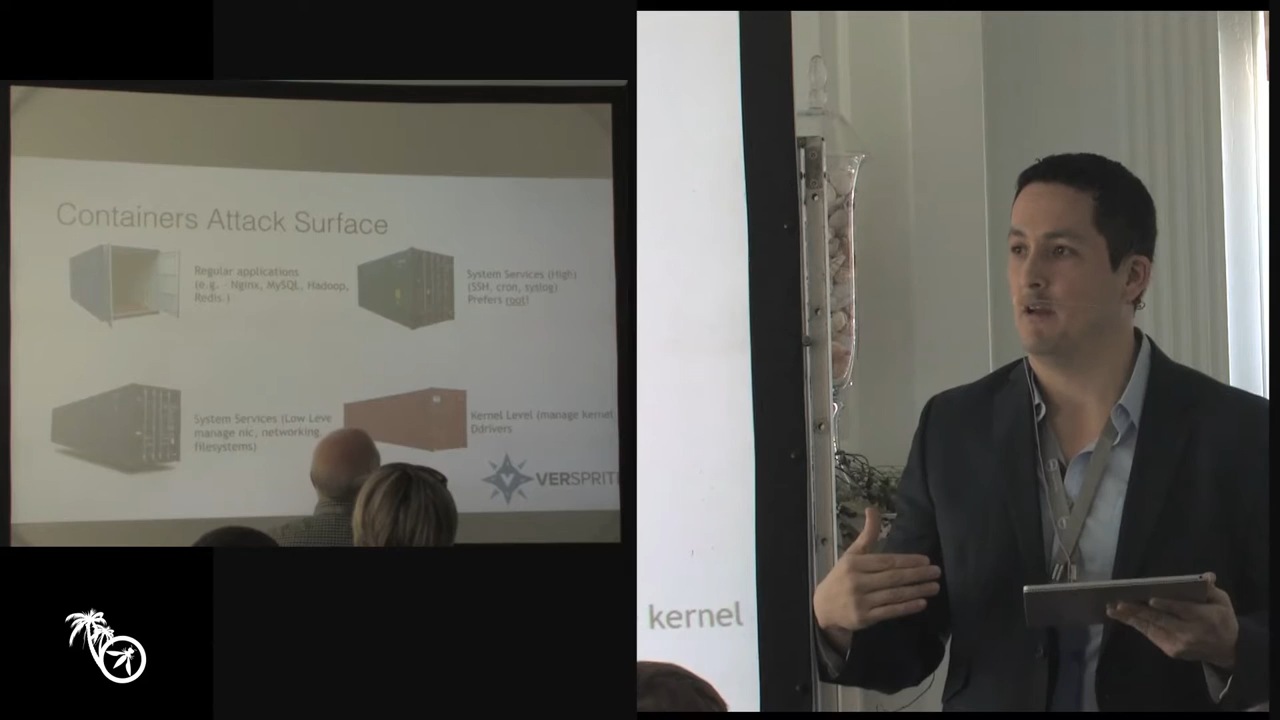 Containers Attack Surface
Regular applications
(e.g. - Nginx, MySQL, Hadoop,
Redis.)
System Services (High)
(SSH, cron, syslog)
Prefers root!
System Services (Low Leve
manage nic, networking,
Filesystems)
Kernel Level (manage kernel
Ddrivers
VERSPRIT
kernel